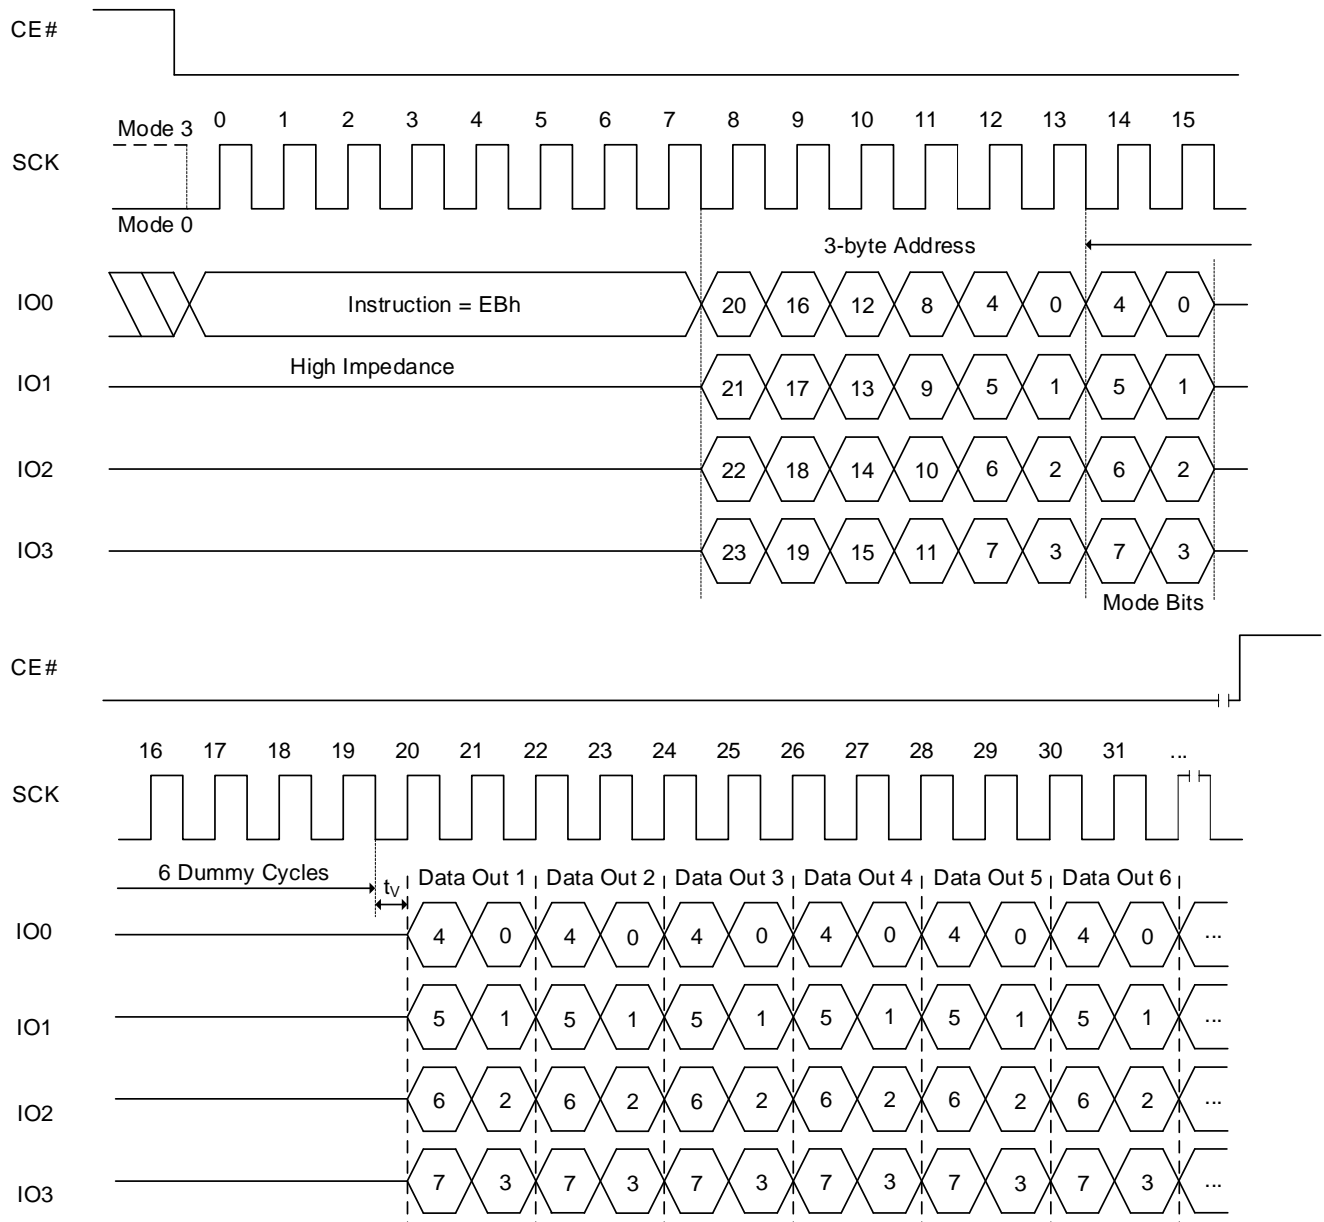 CE#
Mode 3 0 1 2 3 4 5 6 7 8 9 10 11 12 13 14 15
SCK
Mode 0
3-byte Address
IO0 Instruction = EBh 20 16 12 8 4 0 4 0
High Impedance
IO1 21 17 13 9 5 1 5 1
IO2 22 18 14 10 6 2 6 2
IO3 23 19 15 11 7 3 7 3
Mode Bits
CE#
16 17 18 19 20 21 22 23 24 25 26 27 28 29 30 31 ...
SCK
6 Dummy Cycles tV Data Out 1 Data Out 2 Data Out 3 Data Out 4 Data Out 5 Data Out 6
IO0 4 0 4 0 4 0 4 0 4 0 4 0 ...
IO1 5 1 5 1 5 1 5 1 5 1 5 1 ...
IO2 6 2 6 2 6 2 6 2 6 2 6 2 ...
IO3 7 3 7 3 7 3 7 3 7 3 7 3 ...